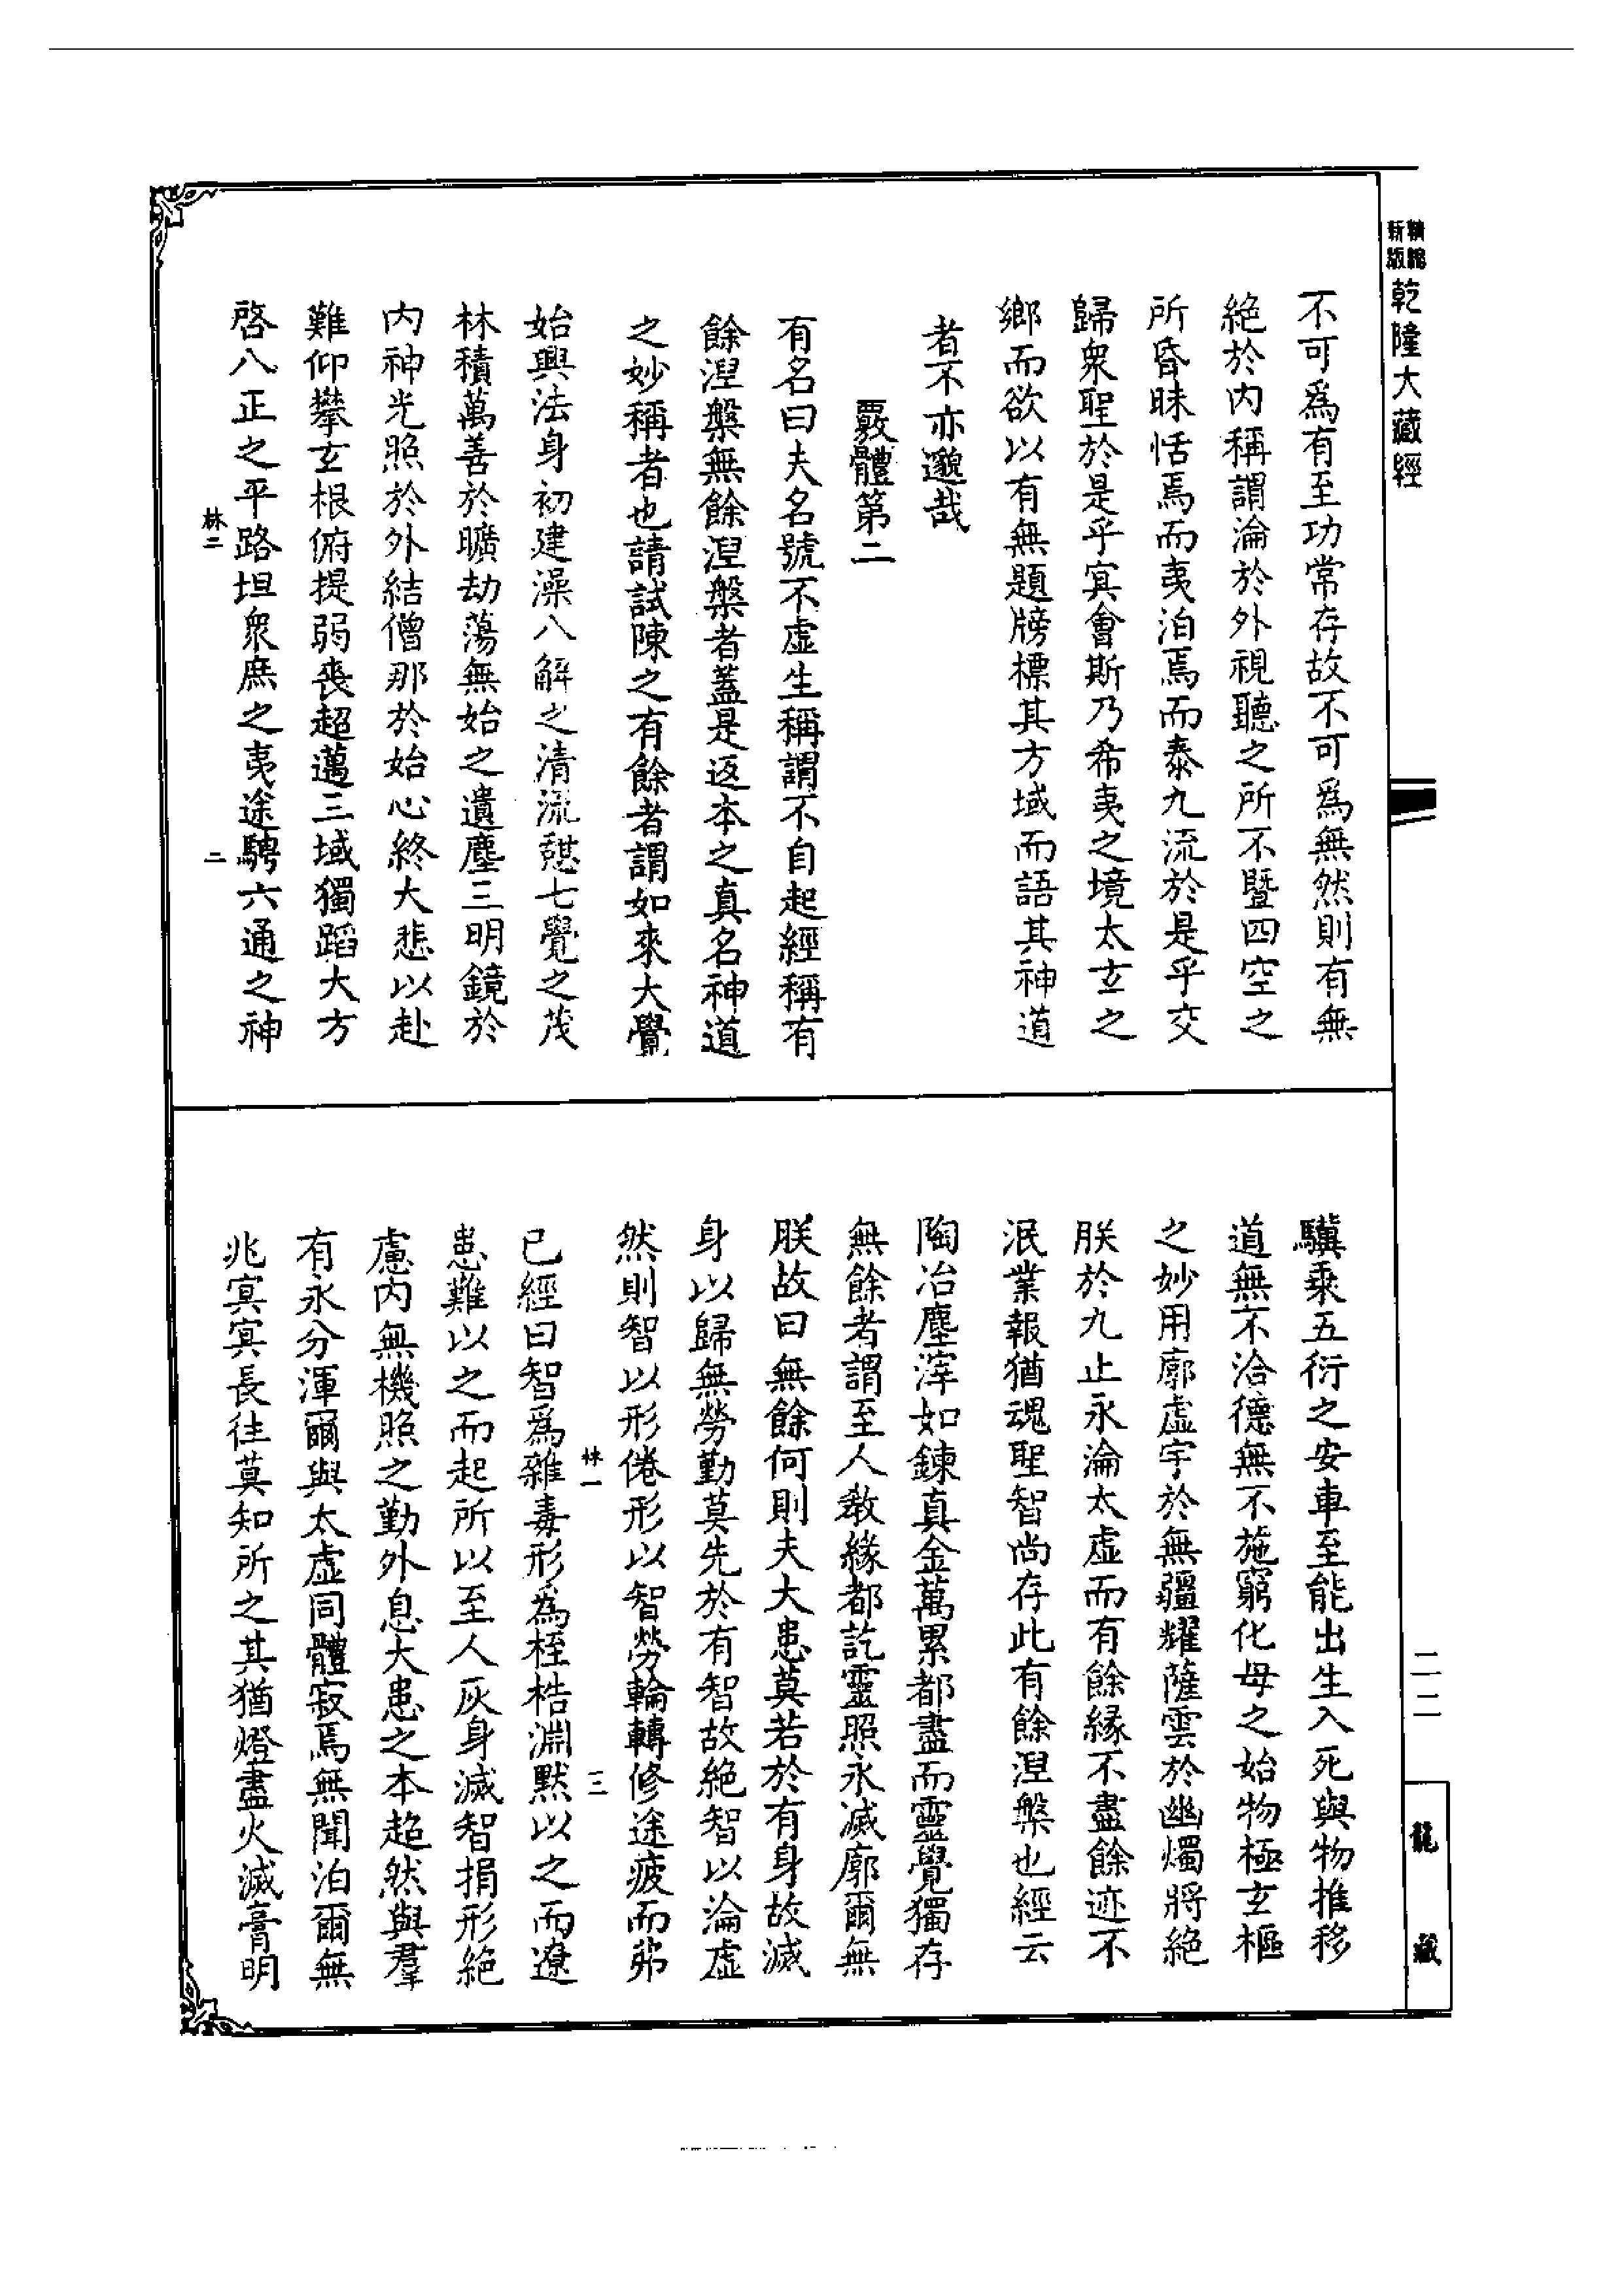 精縮新版乾隆大藏經
不可爲有至功常存故不可爲無然則有無
絶於内稱謂淪於外視聽之所不暨四空之
所昏昧恬焉而夷泊焉而泰九流於是乎交
歸衆聖於是乎㝠會斯乃希夷之境太玄之
鄉而欲以有無題牓標其方域而語其神道
者不亦邈哉
覈體第二
有名曰夫名號不虚生稱謂不自起經稱有
餘涅槃無餘涅槃者蓋是返本之真名神道
之妙稱者也請試陳之有餘者謂如來大覺
始興法身初建澡八解之清流憩七覺之茂
林積萬善於曠劫蕩無始之遺塵三明鏡於
内神光照於外結僧那於始心終大悲以赴
難仰攀玄根俯提弱喪超邁三域獨蹈大方
啓八正之平路坦衆庶之夷途騁六通之神
林二
二
驥乘五衍之安車至能出生入死與物推移
道無不洽德無不施窮化母之始物極玄樞
之妙用廓虚宇於無疆耀薩雲於幽燭將絶
朕於九止永淪太虚而有餘縁不盡餘迹不
泯業報猶魂聖智尚存此有餘涅槃也經云
陶冶塵滓如鍊真金萬累都盡而靈覺獨存
無餘者謂至人教緣都訖靈照永滅廓爾無
朕故曰無餘何則夫大患莫若於有身故滅
身以歸無勞勤莫先於有智故絶智以淪虚
然則智以形倦形以智勞輪轉修途疲而弗
林一
三
已經曰智爲雜毒形爲桎梏淵默以之而遼
患難以之而起所以至人灰身滅智捐形絶
慮内無機照之勤外息大患之本超然與羣
有永分渾爾與太虚同體寂焉無聞泊爾無
兆㝠㝠長往莫知所之其猶燈盡火滅膏明
二二
龍藏